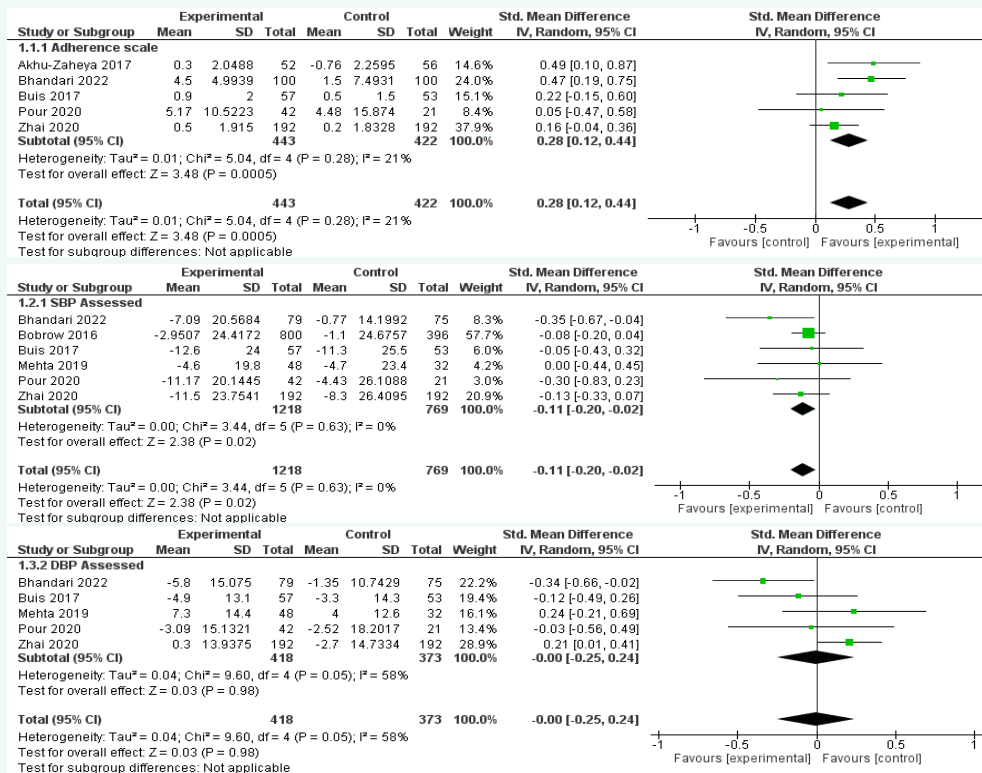 Experimental Control Std. Mean Difference Std. Mean Difference
Study or Subgroup Mean SD Total Mean SD Total Weight IV, Random, 95% CI IV, Random, 95% CI
1.1.1 Adherence scale
Akhu-Zaheya 2017 0.3 2.0488 52 -0.76 2.2595 56 14.6% 0.49 [0.10, 0.87]
Bhandari 2022 4.5 4.9939 100 1.5 7.4931 100 24.0% 0.47 [0.19, 0.75]
Buis 2017 0.9 2 57 0.5 1.5 53 15.1% 0.22 [-0.15, 0.60]
Pour 2020 5.17 10.5223 42 4.48 15.874 21 8.4% 0.05 [-0.47, 0.58]
Zhai 2020 0.5 1.915 192 0.2 1.8328 192 37.9% 0.16 [-0.04, 0.36]
Subtotal (95% CI) 443 422 100.0% 0.28 [0.12, 0.44]
Heterogeneity: Tau² = 0.01; Chi² = 5.04, df = 4 (P = 0.28); I² = 21%
Test for overall effect: Z = 3.48 (P = 0.0005)
Total (95% CI) 443 422 100.0% 0.28 [0.12, 0.44]
Heterogeneity: Tau² = 0.01; Chi² = 5.04, df = 4 (P = 0.28); I² = 21%
Test for overall effect: Z = 3.48 (P = 0.0005)
Test for subgroup differences: Not applicable
-1 -0.5 0 0.5 1
Favours [control] Favours [experimental]
Experimental Control Std. Mean Difference Std. Mean Difference
Study or Subgroup Mean SD Total Mean SD Total Weight IV, Random, 95% CI IV, Random, 95% CI
1.2.1 SBP Assessed
Bhandari 2022 -7.09 20.5684 79 -0.77 14.1992 75 8.3% -0.35 [-0.67, -0.04]
Bobrow 2016 -2.9507 24.4172 800 -1.1 24.6757 396 57.7% -0.08 [-0.20, 0.04]
Buis 2017 -12.6 24 57 -11.3 25.5 53 6.0% -0.05 [-0.43, 0.32]
Mehta 2019 -4.6 19.8 48 -4.7 23.4 32 4.2% 0.00 [-0.44, 0.45]
Pour 2020 -11.17 20.1445 42 -4.43 26.1088 21 3.0% -0.30 [-0.83, 0.23]
Zhai 2020 -11.5 23.7541 192 -8.3 26.4095 192 20.9% -0.13 [-0.33, 0.07]
Subtotal (95% CI) 1218 769 100.0% -0.11 [-0.20, -0.02]
Heterogeneity: Tau² = 0.00; Chi² = 3.44, df = 5 (P = 0.63); I² = 0%
Test for overall effect: Z = 2.38 (P = 0.02)
Total (95% CI) 1218 769 100.0% -0.11 [-0.20, -0.02]
Heterogeneity: Tau² = 0.00; Chi² = 3.44, df = 5 (P = 0.63); I² = 0%
Test for overall effect: Z = 2.38 (P = 0.02)
Test for subgroup differences: Not applicable
-1 -0.5 0 0.5 1
Favours [experimental] Favours [control]
Experimental Control Std. Mean Difference Std. Mean Difference
Study or Subgroup Mean SD Total Mean SD Total Weight IV, Random, 95% CI IV, Random, 95% CI
1.3.2 DBP Assessed
Bhandari 2022 -5.8 15.075 79 -1.35 10.7429 75 22.2% -0.34 [-0.66, -0.02]
Buis 2017 -4.9 13.1 57 -3.3 14.3 53 19.4% -0.12 [-0.49, 0.26]
Mehta 2019 7.3 14.4 48 4 12.6 32 16.1% 0.24 [-0.21, 0.69]
Pour 2020 -3.09 15.1321 42 -2.52 18.2017 21 13.4% -0.03 [-0.56, 0.49]
Zhai 2020 0.3 13.9375 192 -2.7 14.7334 192 28.9% 0.21 [0.01, 0.41]
Subtotal (95% CI) 418 373 100.0% -0.00 [-0.25, 0.24]
Heterogeneity: Tau² = 0.04; Chi² = 9.60, df = 4 (P = 0.05); I² = 58%
Test for overall effect: Z = 0.03 (P = 0.98)
Total (95% CI) 418 373 100.0% -0.00 [-0.25, 0.24]
Heterogeneity: Tau² = 0.04; Chi² = 9.60, df = 4 (P = 0.05); I² = 58%
Test for overall effect: Z = 0.03 (P = 0.98)
Test for subgroup differences: Not applicable
-1 -0.5 0 0.5 1
Favours [experimental] Favours [control]